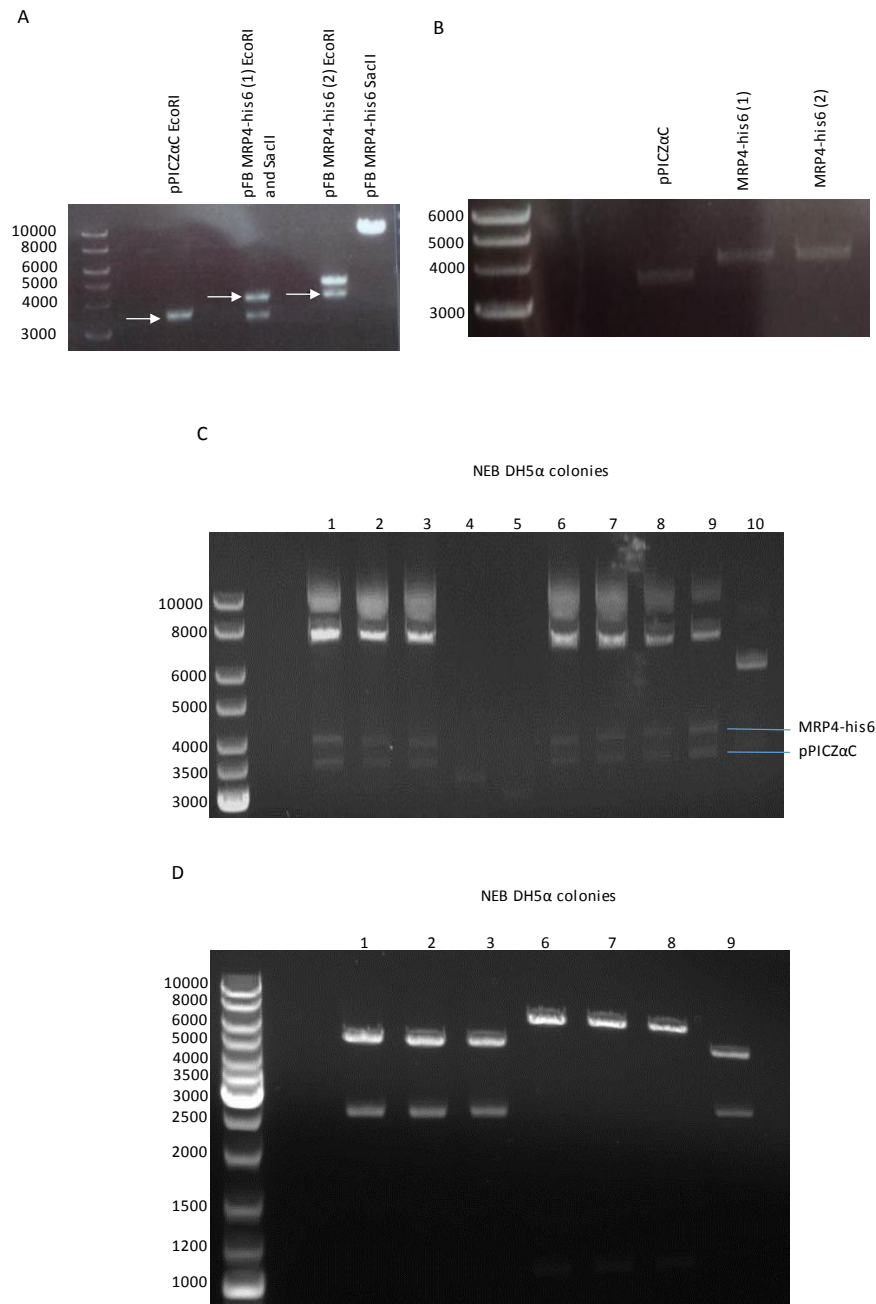 A
B
pPICZαC EcoRI
pFB MRP4-his6 (1) EcoRI
and SacII
pFB MRP4-his6 (2) EcoRI
pFB MRP4-his6 SacII
pPICZαC
MRP4-his6 (1)
MRP4-his6 (2)
10000
8000
6000
5000
4000
3000
6000
5000
4000
3000
C
NEB DH5α colonies
1 2 3 4 5 6 7 8 9 10
10000
8000
6000
5000
4000
3500
3000
MRP4-his6
pPICZαC
D
NEB DH5α colonies
1 2 3 6 7 8 9
10000
8000
6000
5000
4000
3500
3000
2500
2000
1500
1200
1000